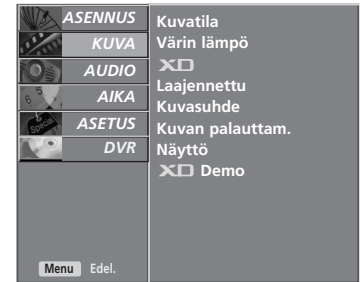 ASENNUS
KUVA
AUDIO
AIKA
ASETUS
DVR
Menu Edel.
Kuvatila
Värin lämpö
XD
Laajennettu
Kuvasuhde
Kuvan palauttam.
Näyttö
XD Demo